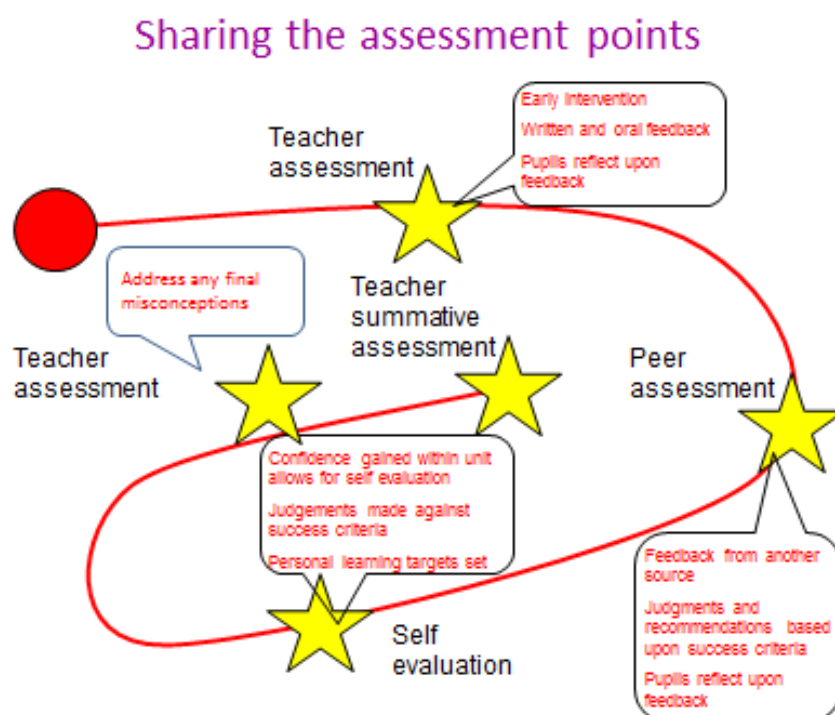 Sharing the assessment points
Teacher
assessment
Early intervention
Written and oral feedback
Pupils reflect upon
feedback
Address any final
misconceptions
Teacher
summative
assessment
Teacher
assessment
Peer
assessment
Confidence gained within unit
allows for self evaluation
Judgements made against
success criteria
Personal learning targets set
Self
evaluation
Feedback from another
source
Judgments and
recommendations based
upon success criteria
Pupils reflect upon
feedback